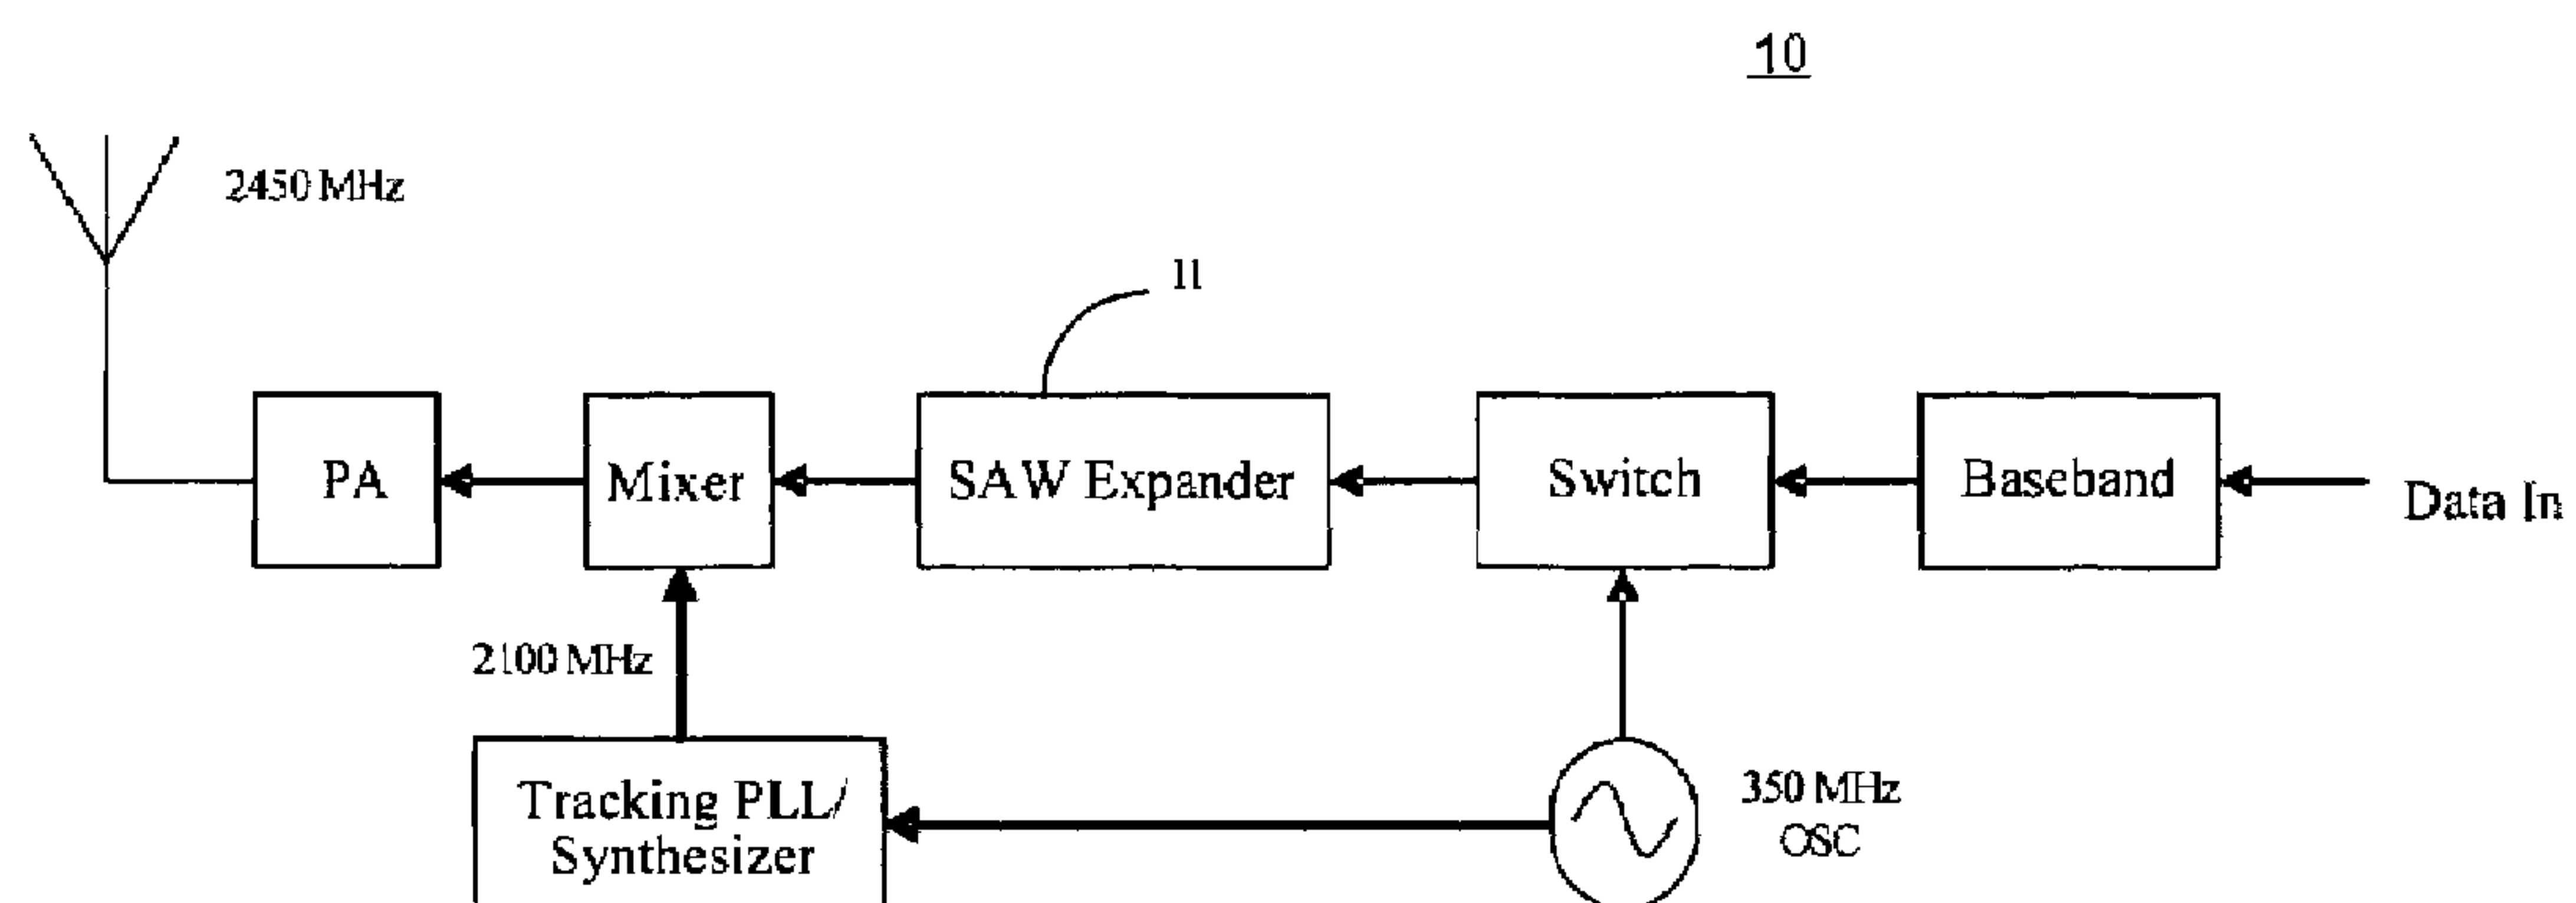 10
2450 MHz
11
PA
Mixer
SAW Expander
Switch
Baseband
Data In
2100 MHz
Tracking PLL/
Synthesizer
350 MHz
OSC